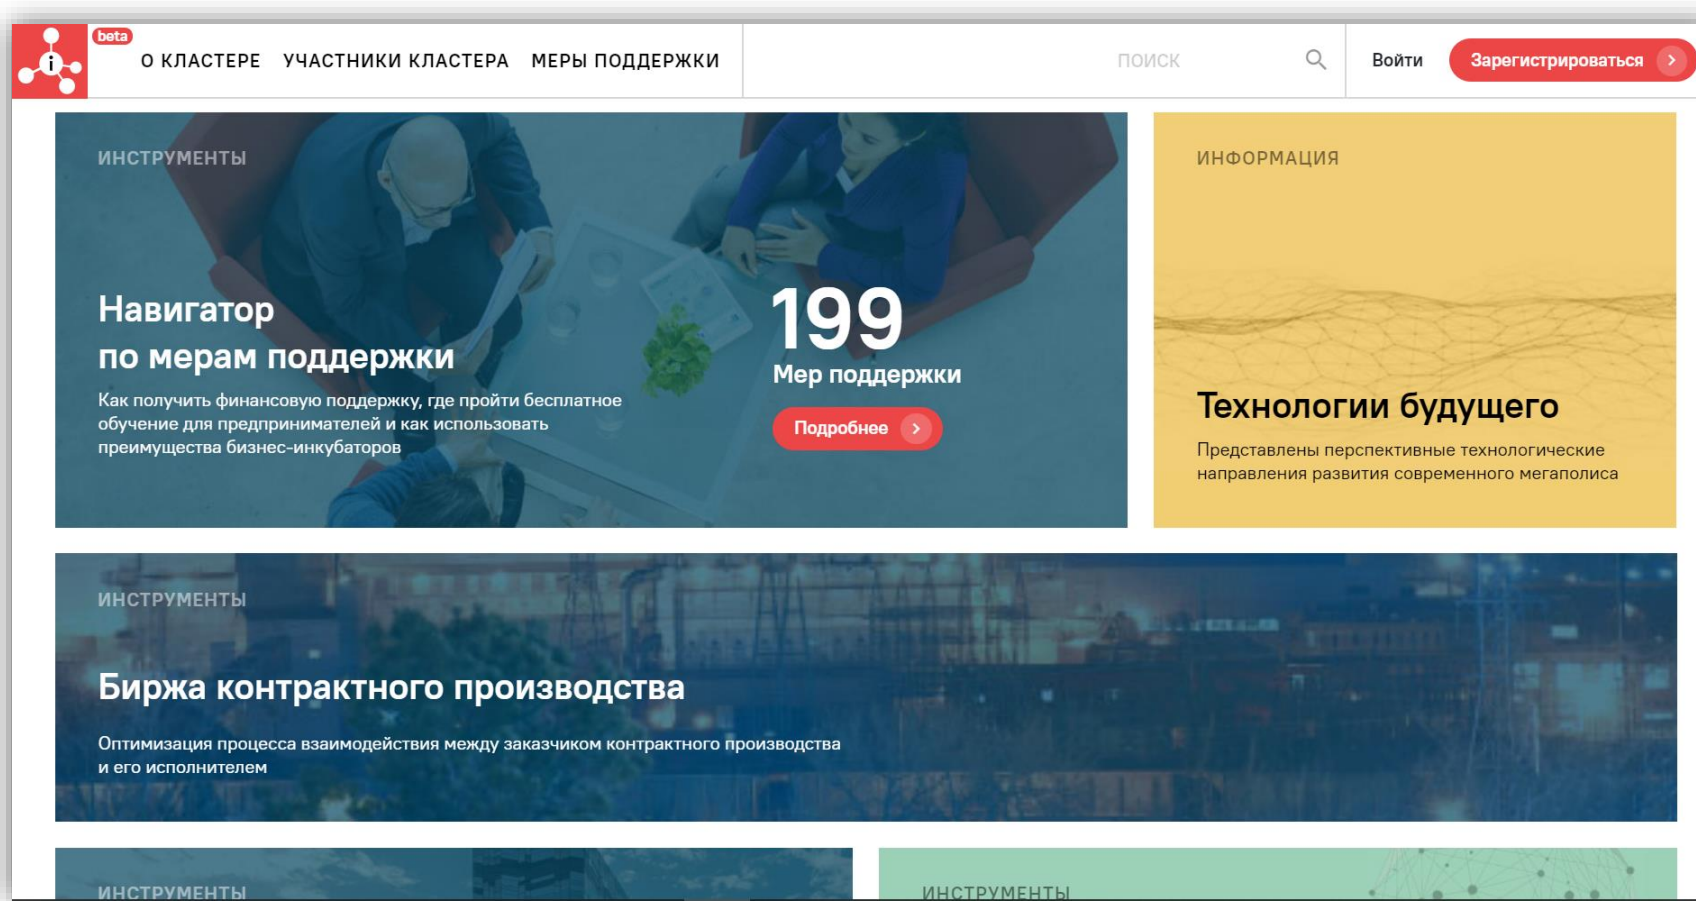 i
beta
О КЛАСТЕРЕ УЧАСТНИКИ КЛАСТЕРА МЕРЫ ПОДДЕРЖКИ
ПОИСК
Войти
Зарегистрироваться
ИНСТРУМЕНТЫ
Навигатор
по мерам поддержки
Как получить финансовую поддержку, где пройти бесплатное
обучение для предпринимателей и как использовать
преимущества бизнес-инкубаторов
199
Мер поддержки
Подробнее
ИНФОРМАЦИЯ
Технологии будущего
Представлены перспективные технологические
направления развития современного мегаполиса
ИНСТРУМЕНТЫ
Биржа контрактного производства
Оптимизация процесса взаимодействия между заказчиком контрактного производства
и его исполнителем
ИНСТРУМЕНТЫ
ИНСТРУМЕНТЫ